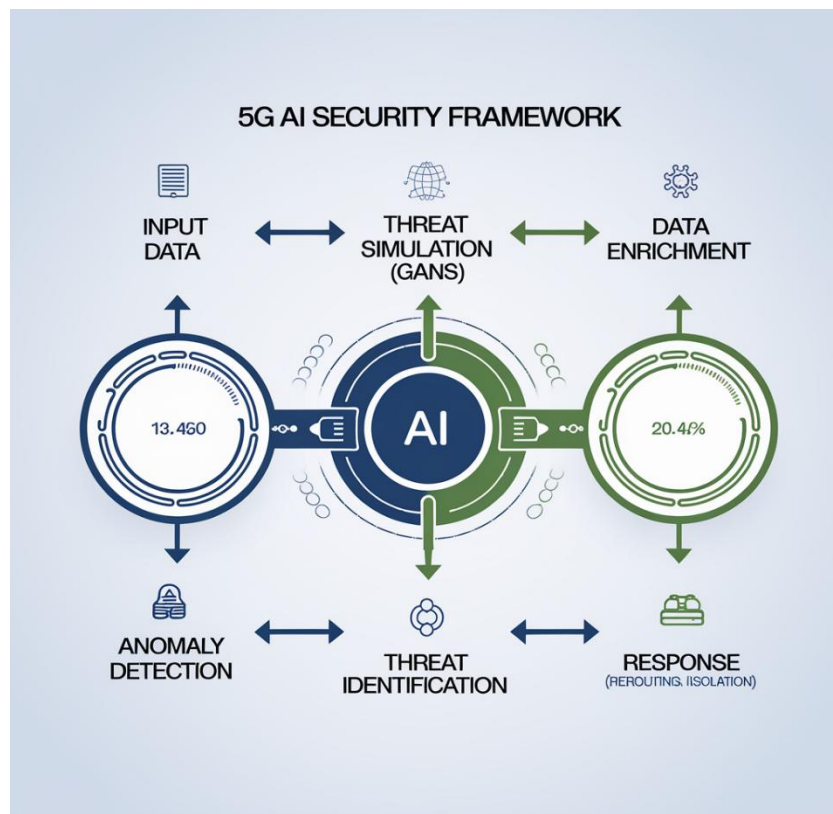 5G AI SECURITY FRAMEWORK
INPUT
DATA
THREAT
SIMULATION
(GANS)
DATA
ENRICHMENT
AI
ANOMALY
DETECTION
THREAT
IDENTIFICATION
RESPONSE